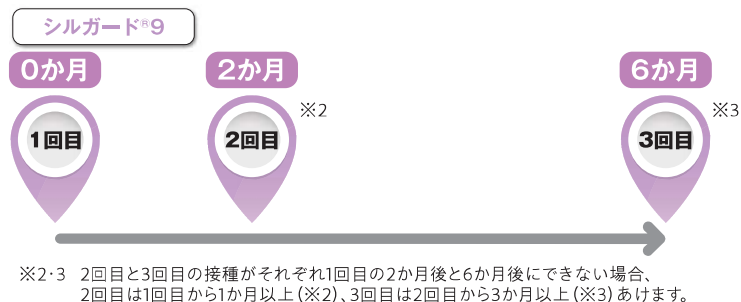 シルガード®9
0か月 2か月 6か月
※2 ※3
1回目 2回目 3回目
※2・3 2回目と3回目の接種がそれぞれ1回目の2か月後と6か月後にできない場合、
2回目は1回目から1か月以上(※2)、3回目は2回目から3か月以上(※3)あけます。